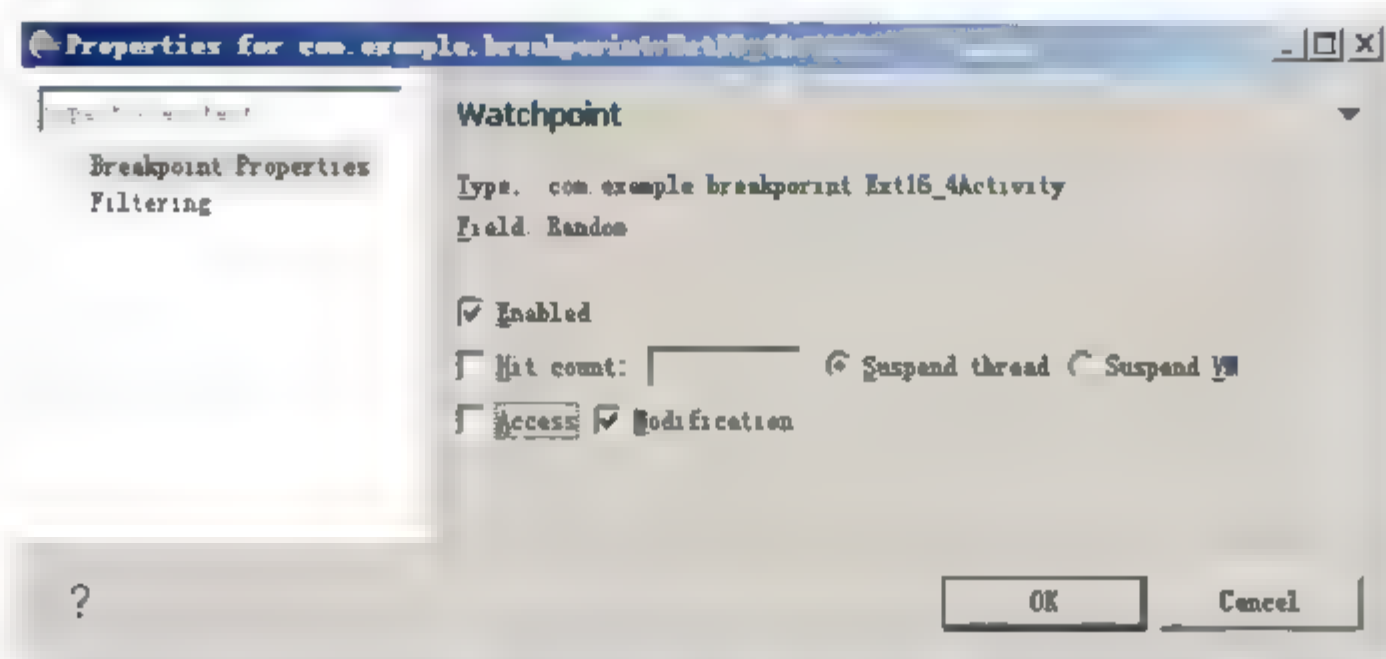 Properties for com.example.
Breakpoint Properties
Filtering
Watchpoint
Type. com.example breakporint Ext16_4Activity
Field. Random
Enabled
Hit count:
Suspend thread
Suspend VM
Access
Modification
?
OK
Cancel